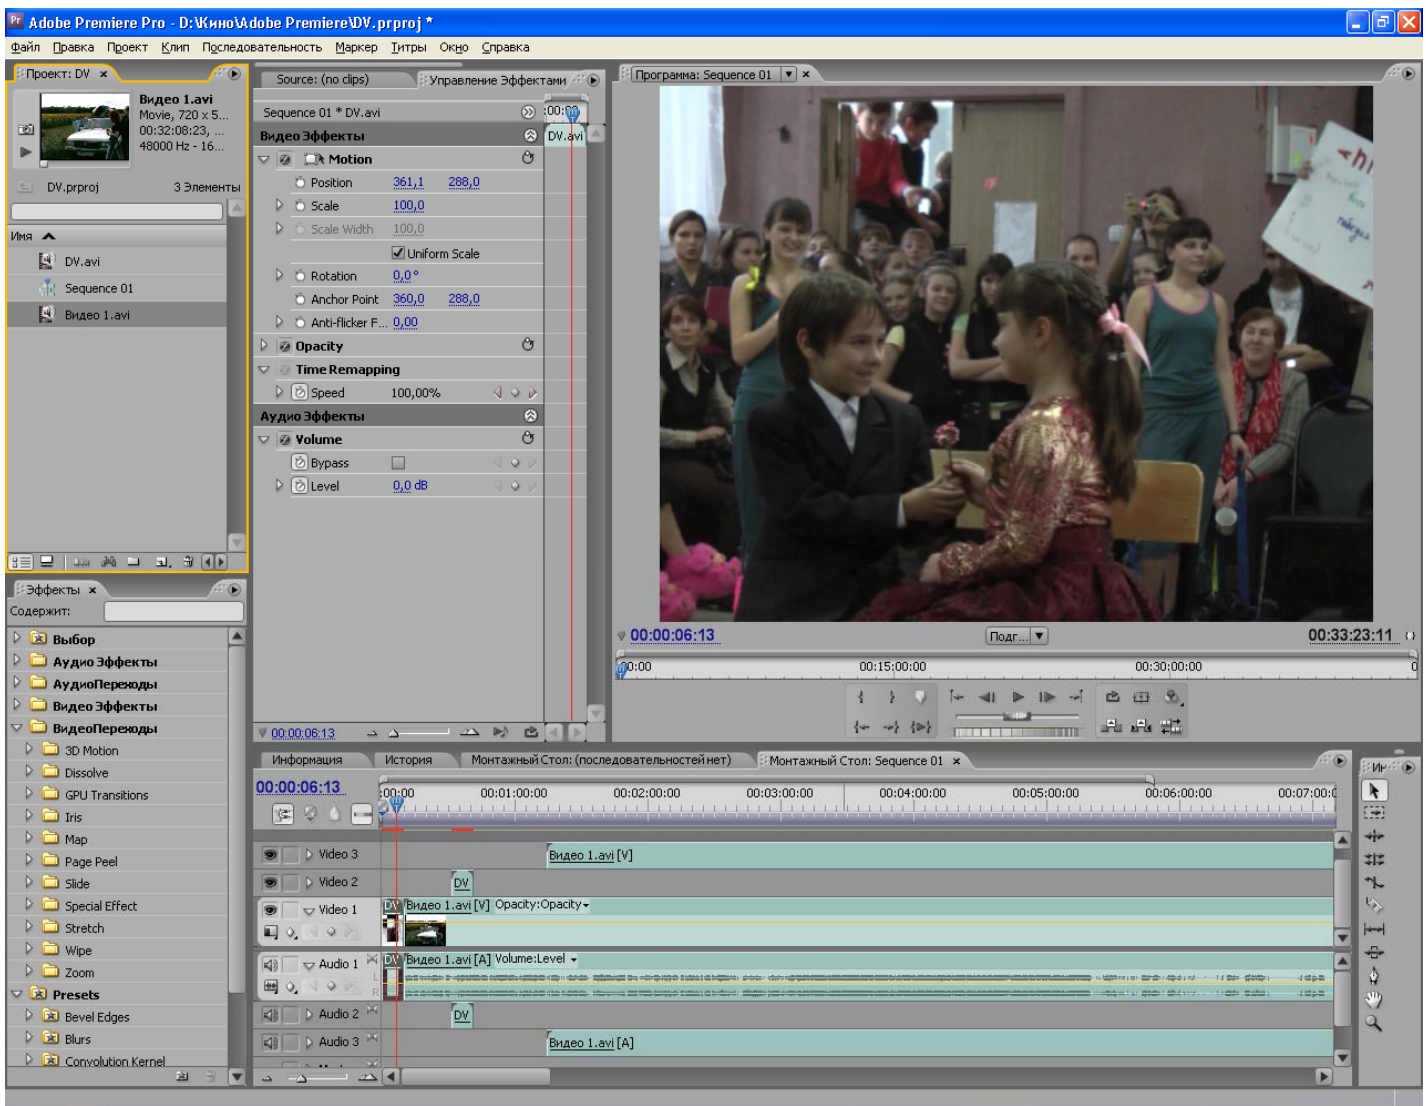 Adobe Premiere Pro - D:\Кино\Adobe Premiere\DV.prproj *
Файл Правка Проект Клип Последовательность Маркер Титры Окно Справка
Проект: DV
Видео 1.avi
Movie, 720 x 5...
00:32:08:23, ...
48000 Hz - 16...
DV.prproj 3 Элементы
Имя
DV.avi
Sequence 01
Видео 1.avi
Source: (no clips) Управление Эффектами
Sequence 01 * DV.avi :00:00
Видео Эффекты DV.avi
Motion
Position 361,1 288,0
Scale 100,0
Scale Width 100,0
Uniform Scale
Rotation 0,0°
Anchor Point 360,0 288,0
Anti-flicker F... 0,00
Opacity
Time Remapping
Speed 100,00%
Аудио Эффекты
Volume
Bypass
Level 0,0 dB
00:00:06:13
Программа: Sequence 01
00:00:06:13 Подг... 00:33:23:11
00:00 00:15:00:00 00:30:00:00 0
Эффекты
Содержит:
Выбор
Аудио Эффекты
АудиоПереходы
Видео Эффекты
ВидеоПереходы
3D Motion
Dissolve
GPU Transitions
Iris
Map
Page Peel
Slide
Special Effect
Stretch
Wipe
Zoom
Presets
Bevel Edges
Blurs
Convolution Kernel
Информация История Монтажный Стол: (последовательностей нет) Монтажный Стол: Sequence 01
Ин
00:00:06:13 :00:00 00:01:00:00 00:02:00:00 00:03:00:00 00:04:00:00 00:05:00:00 00:06:00:00 00:07:00:0
Video 3 Видео 1.avi [V]
Video 2 DV
Video 1 DV Видео 1.avi [V] Opacity:Opacity
Audio 1 DV Видео 1.avi [A] Volume:Level
L
R
Audio 2 DV
Audio 3 Видео 1.avi [A]